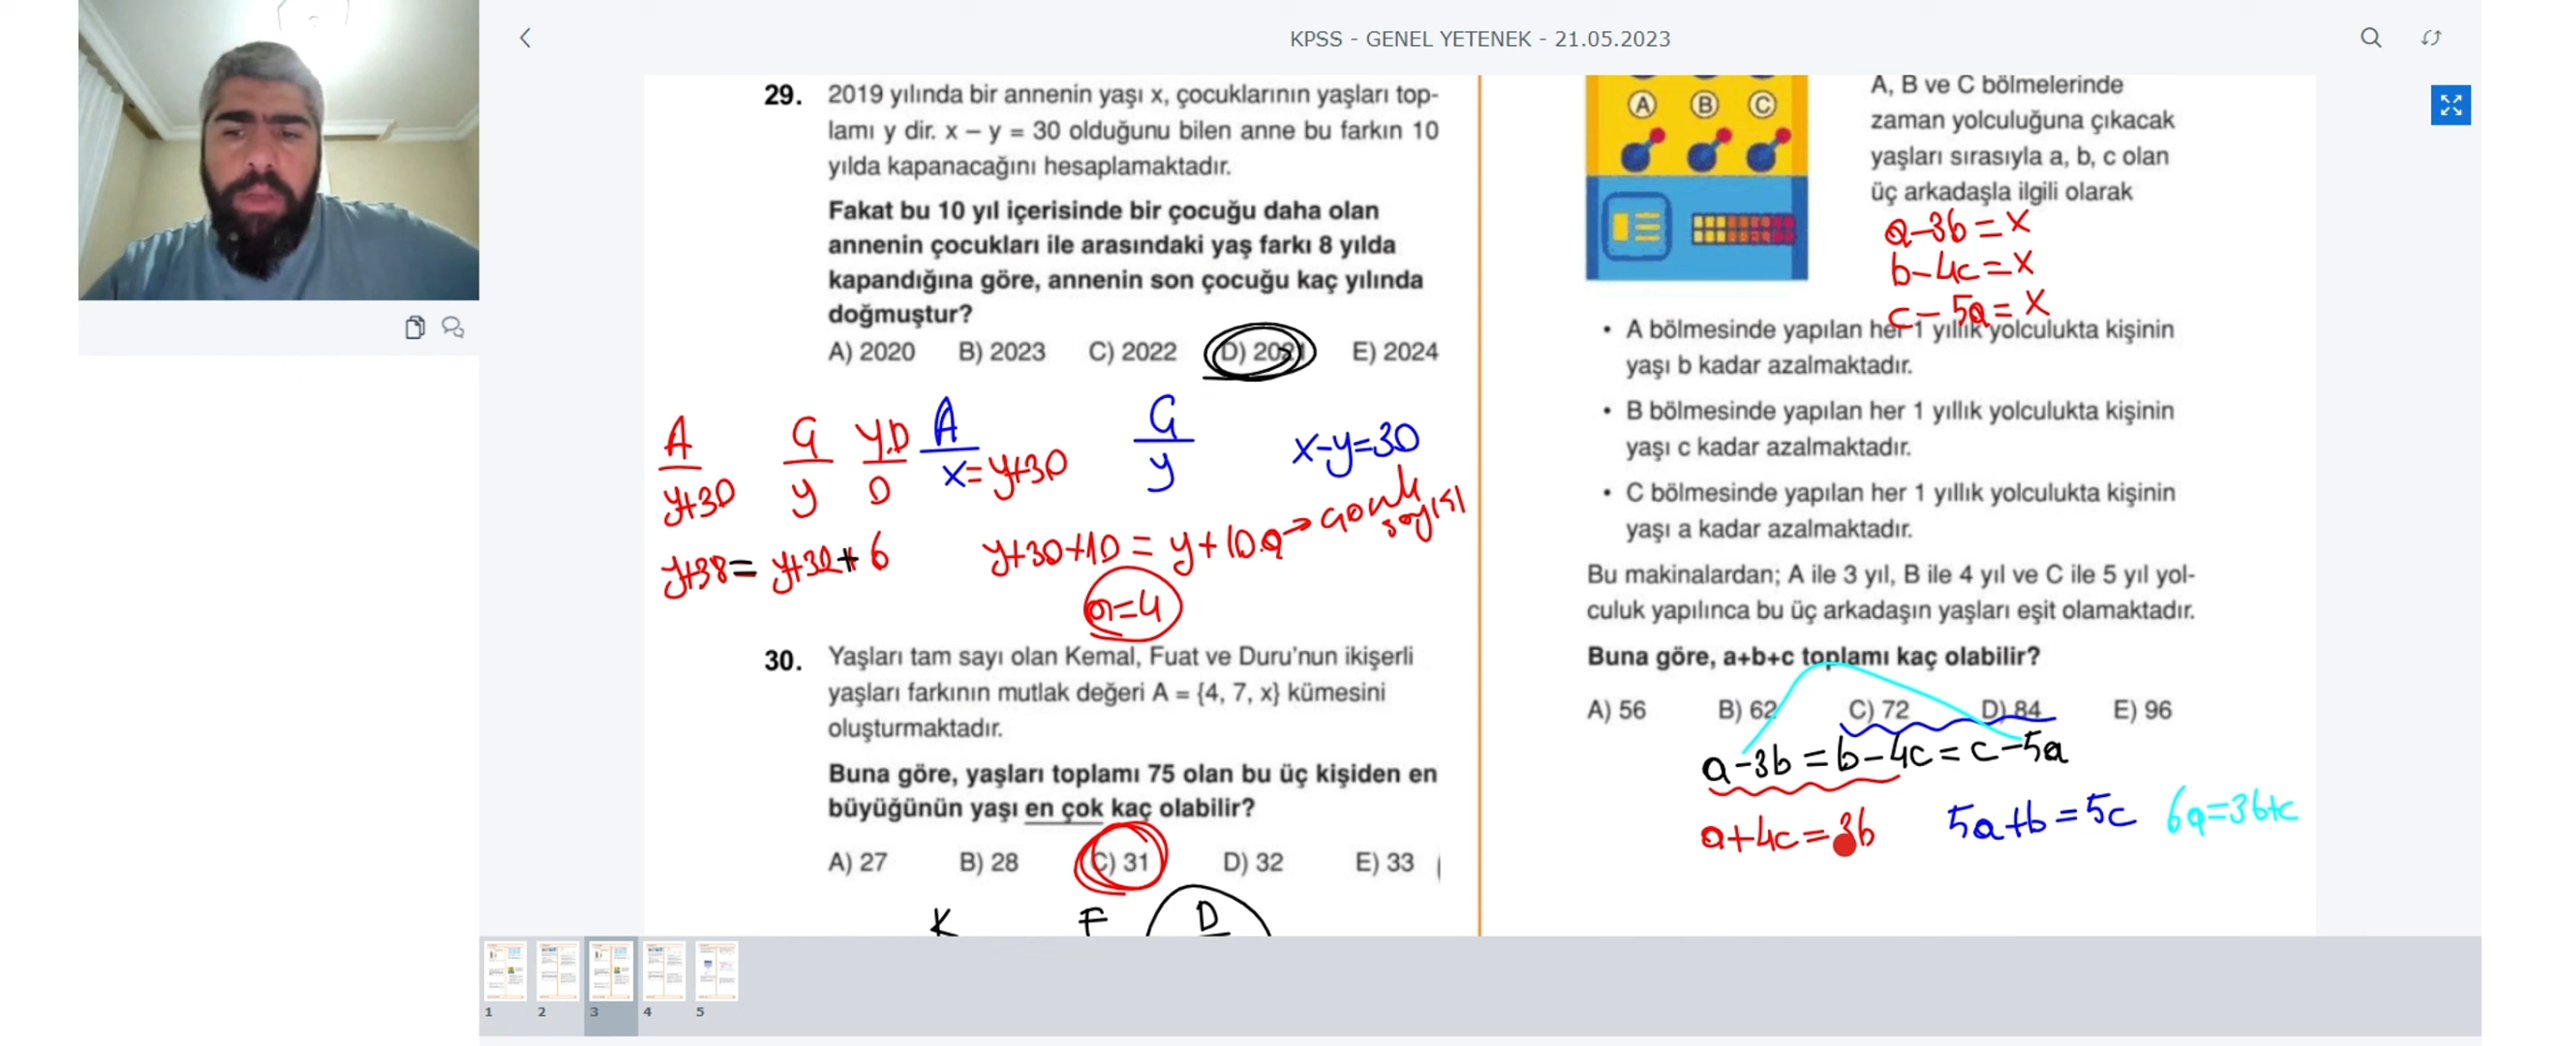 KPSS - GENEL YETENEK - 21.05.2023
29. 2019 yılında bir annenin yaşı x, çocuklarının yaşları top-
lamı y dir. x – y = 30 olduğunu bilen anne bu farkın 10
yılda kapanacağını hesaplamaktadır.
Fakat bu 10 yıl içerisinde bir çocuğu daha olan
annenin çocukları ile arasındaki yaş farkı 8 yılda
kapandığına göre, annenin son çocuğu kaç yılında
doğmuştur?
A) 2020 B) 2023 C) 2022 D) 2021 E) 2024
A Ç Y.D A Ç x-y=30
y+30 y 0 x= y+30 y
y+38= y+32+ 6 y+30+10 = y+10.a → çocuk sayısı
a=4
30. Yaşları tam sayı olan Kemal, Fuat ve Duru'nun ikişerli
yaşları farkının mutlak değeri A = {4, 7, x} kümesini
oluşturmaktadır.
Buna göre, yaşları toplamı 75 olan bu üç kişiden en
büyüğünün yaşı en çok kaç olabilir?
A) 27 B) 28 C) 31 D) 32 E) 33
K F D
A B C
A, B ve C bölmelerinde
zaman yolculuğuna çıkacak
yaşları sırasıyla a, b, c olan
üç arkadaşla ilgili olarak
a-3b=x
b-4c=x
c-5a=x
• A bölmesinde yapılan her 1 yıllık yolculukta kişinin
yaşı b kadar azalmaktadır.
• B bölmesinde yapılan her 1 yıllık yolculukta kişinin
yaşı c kadar azalmaktadır.
• C bölmesinde yapılan her 1 yıllık yolculukta kişinin
yaşı a kadar azalmaktadır.
Bu makinalardan; A ile 3 yıl, B ile 4 yıl ve C ile 5 yıl yol-
culuk yapılınca bu üç arkadaşın yaşları eşit olamaktadır.
Buna göre, a+b+c toplamı kaç olabilir?
A) 56 B) 62 C) 72 D) 84 E) 96
a-3b=b-4c=c-5a
a+4c=3b 5a+b=5c 6a=3b+c
1 2 3 4 5